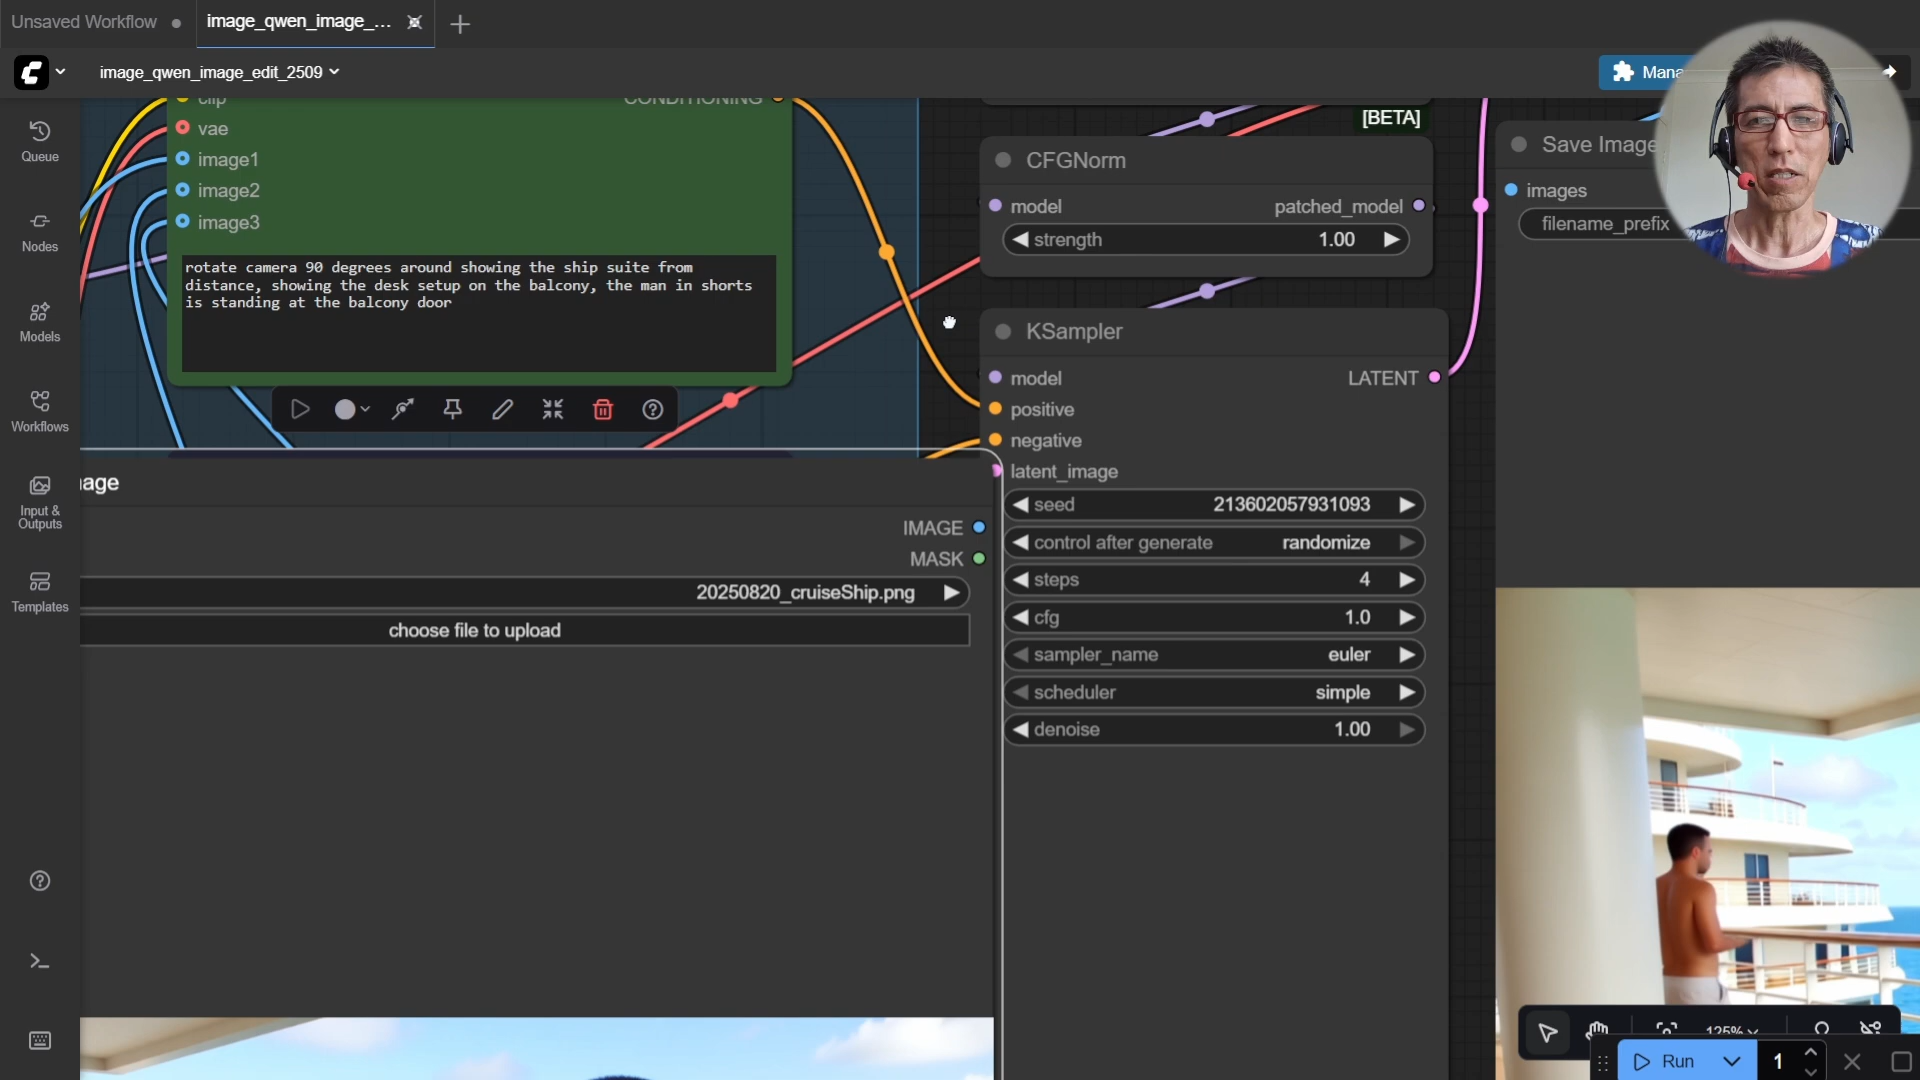 Unsaved Workflow
image_qwen_image_...
image_qwen_image_edit_2509
Queue
Nodes
Models
Workflows
Input &
Outputs
Templates
clip
CONDITIONING
vae
image1
image2
image3
rotate camera 90 degrees around showing the ship suite from
distance, showing the desk setup on the balcony, the man in shorts
is standing at the balcony door
[BETA]
CFGNorm
model
patched_model
strength
1.00
KSampler
model
LATENT
positive
negative
latent_image
seed
213602057931093
control after generate
randomize
steps
4
cfg
1.0
sampler_name
euler
scheduler
simple
denoise
1.00
age
IMAGE
MASK
20250820_cruiseShip.png
choose file to upload
Mana
Save Image
images
filename_prefix
125%
Run
1